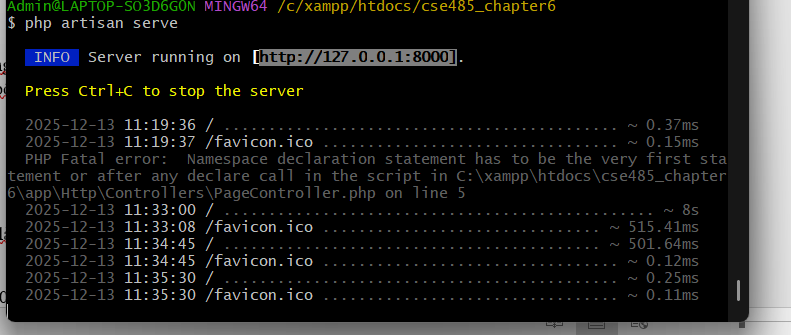 Admin@LAPTOP-SO3D6G0N MINGW64 /c/xampp/htdocs/cse485_chapter6
$ php artisan serve
INFO Server running on [http://127.0.0.1:8000].
Press Ctrl+C to stop the server
2025-12-13 11:19:36 / ........................................ ~ 0.37ms
2025-12-13 11:19:37 /favicon.ico ............................. ~ 0.15ms
PHP Fatal error:  Namespace declaration statement has to be the very first sta
tement or after any declare call in the script in C:\xampp\htdocs\cse485_chapter
6\app\Http\Controllers\PageController.php on line 5
2025-12-13 11:33:00 / ............................................ ~ 8s
2025-12-13 11:33:08 /favicon.ico ........................... ~ 515.41ms
2025-12-13 11:34:45 / ...................................... ~ 501.64ms
2025-12-13 11:34:45 /favicon.ico ............................. ~ 0.12ms
2025-12-13 11:35:30 / ........................................ ~ 0.25ms
2025-12-13 11:35:30 /favicon.ico ............................. ~ 0.11ms